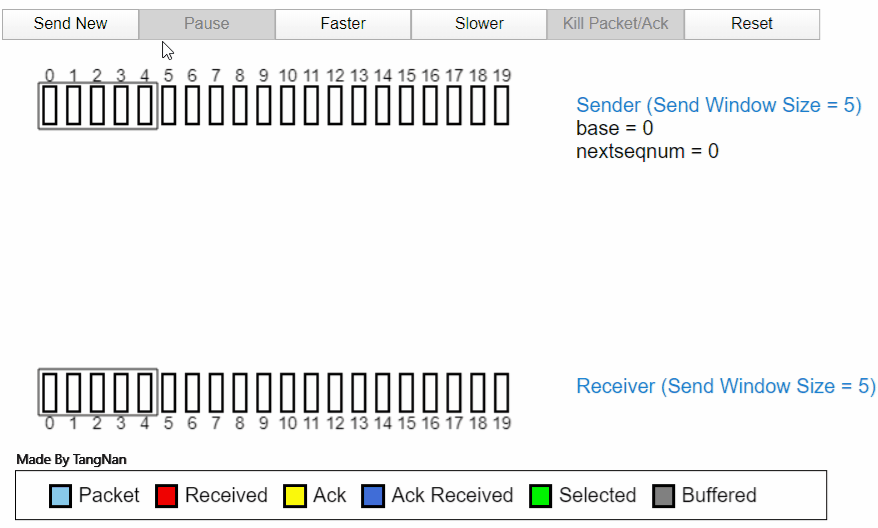 Send New Pause Faster Slower Kill Packet/Ack Reset
0 1 2 3 4 5 6 7 8 9 10 11 12 13 14 15 16 17 18 19
Sender (Send Window Size = 5)
base = 0
nextseqnum = 0
Receiver (Send Window Size = 5)
0 1 2 3 4 5 6 7 8 9 10 11 12 13 14 15 16 17 18 19
Made By TangNan
Packet Received Ack Ack Received Selected Buffered